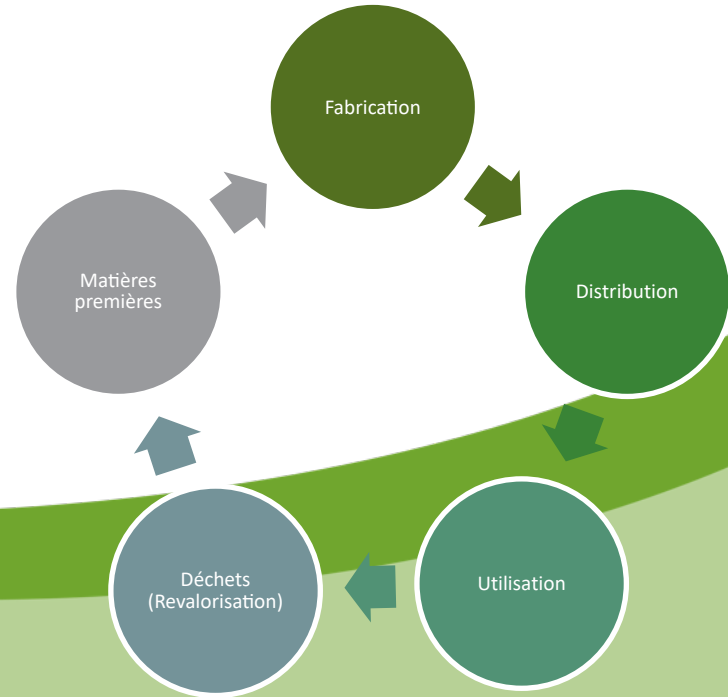 Fabrication
Matières
premières
Distribution
Déchets
(Revalorisation)
Utilisation